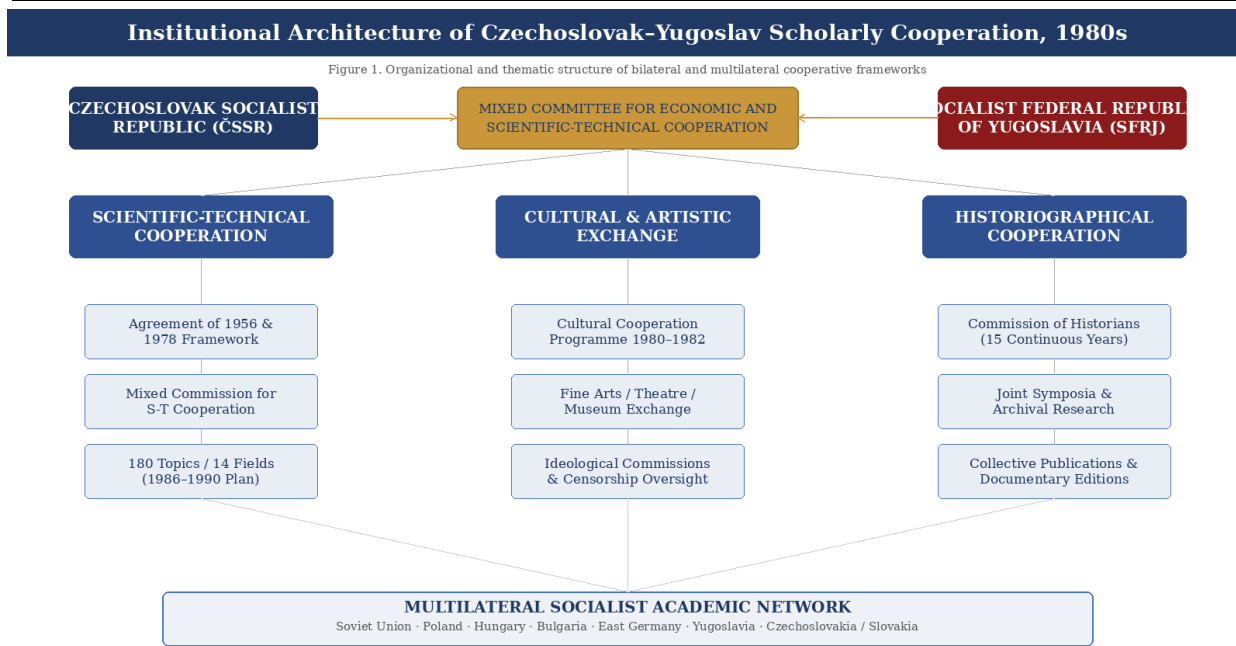 Institutional Architecture of Czechoslovak–Yugoslav Scholarly Cooperation, 1980s
Figure 1. Organizational and thematic structure of bilateral and multilateral cooperative frameworks
CZECHOSLOVAK SOCIALIST
REPUBLIC (ČSSR)
MIXED COMMITTEE FOR ECONOMIC AND
SCIENTIFIC-TECHNICAL COOPERATION
OCIALIST FEDERAL REPUBL
OF YUGOSLAVIA (SFRJ)
SCIENTIFIC-TECHNICAL
COOPERATION
CULTURAL & ARTISTIC
EXCHANGE
HISTORIOGRAPHICAL
COOPERATION
Agreement of 1956 &
1978 Framework
Cultural Cooperation
Programme 1980–1982
Commission of Historians
(15 Continuous Years)
Mixed Commission for
S-T Cooperation
Fine Arts / Theatre /
Museum Exchange
Joint Symposia &
Archival Research
180 Topics / 14 Fields
(1986–1990 Plan)
Ideological Commissions
& Censorship Oversight
Collective Publications &
Documentary Editions
MULTILATERAL SOCIALIST ACADEMIC NETWORK
Soviet Union · Poland · Hungary · Bulgaria · East Germany · Yugoslavia · Czechoslovakia / Slovakia